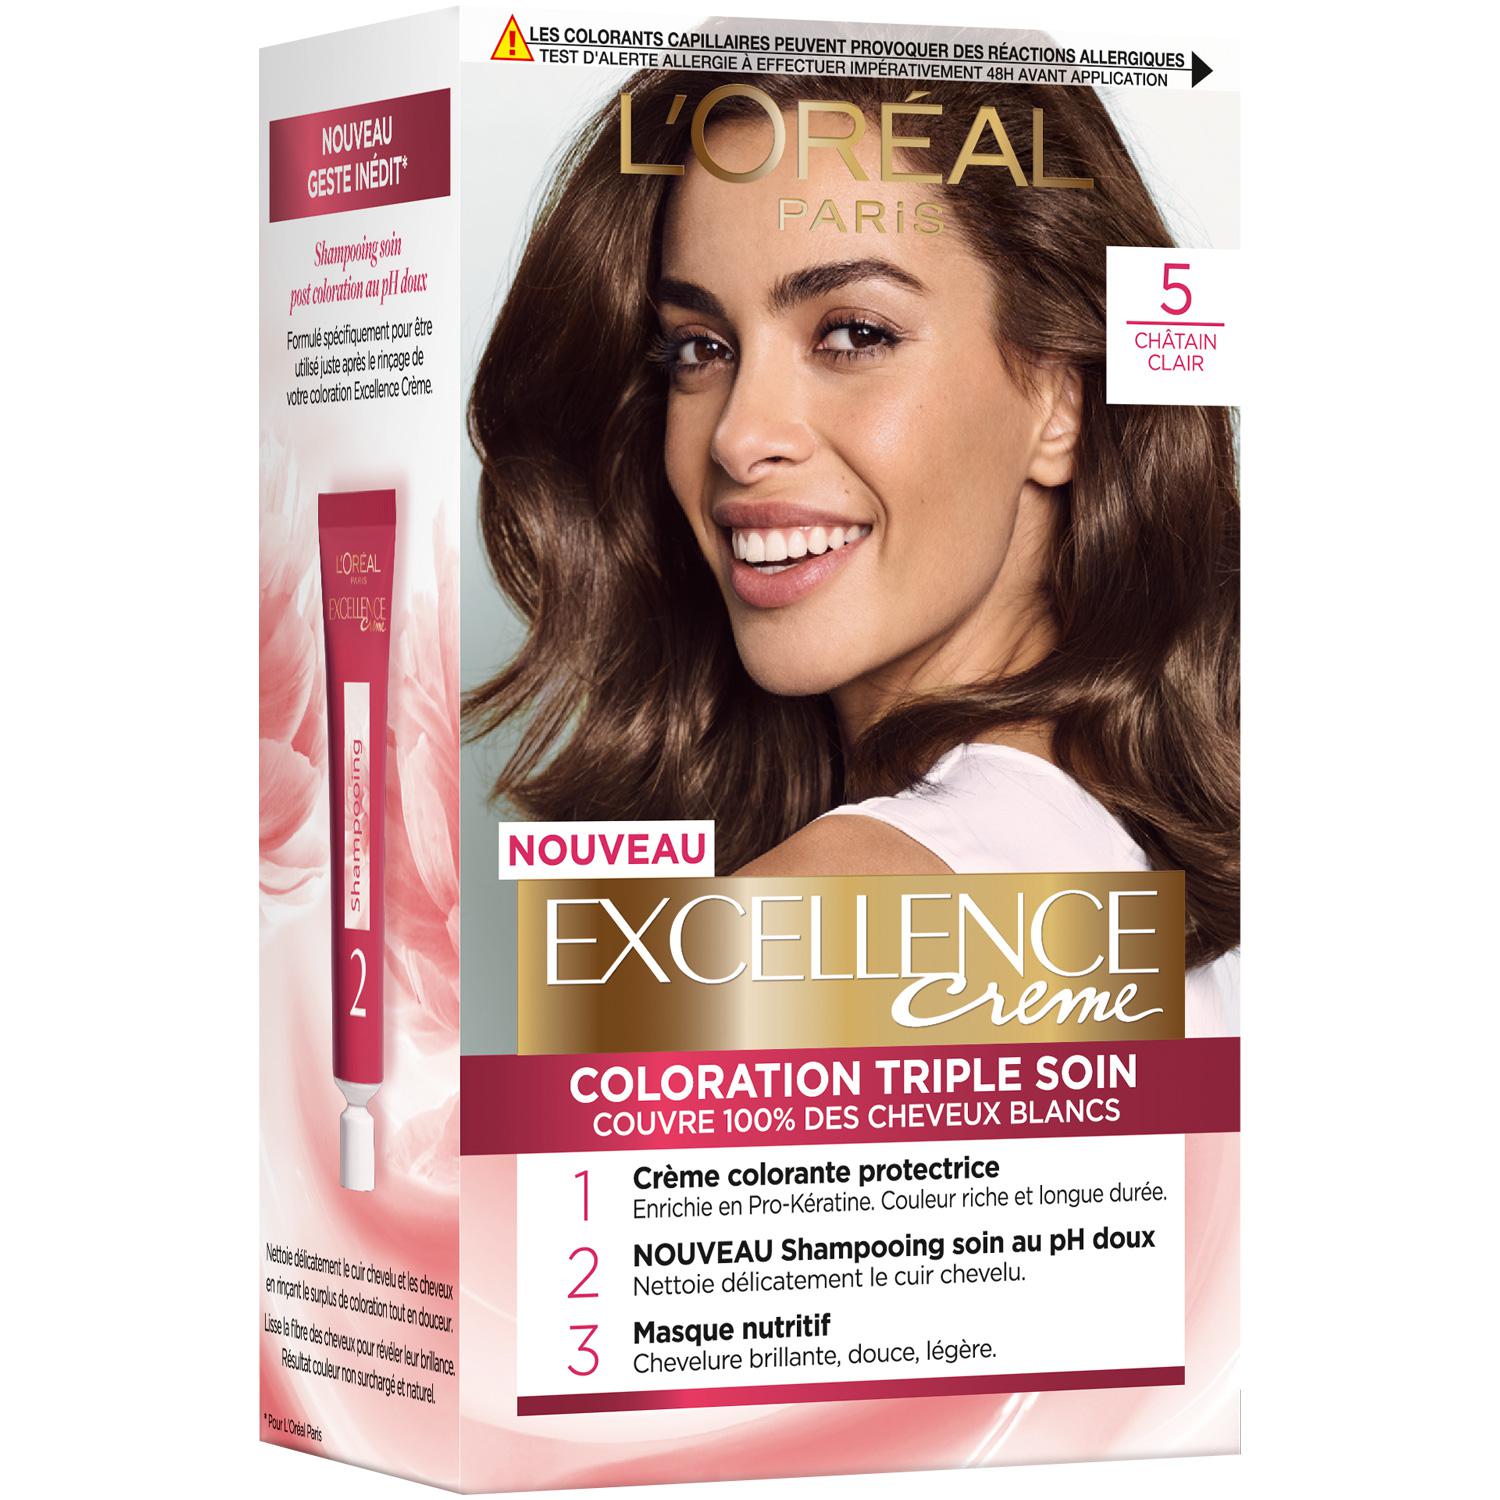 NOUVEAU
GESTE INÉDIT*
Shampooing soin
post coloration au pH doux
Formulé spécifiquement pour être
utilisé juste après le rinçage de
votre coloration Excellence Crème.
L'ORÉAL
PARIS
EXCELLENCE
Crème
Shampooing
2
Nettoie délicatement le cuir chevelu et les cheveux
en rinçant le surplus de coloration tout en douceur.
Lisse la fibre des cheveux pour révéler leur brillance.
Résultat couleur non surchargé et naturel.
* Pour L'Oréal Paris
LES COLORANTS CAPILLAIRES PEUVENT PROVOQUER DES RÉACTIONS ALLERGIQUES
TEST D'ALERTE ALLERGIE À EFFECTUER IMPÉRATIVEMENT 48H AVANT APPLICATION
L'ORÉAL
PARiS
5
CHÂTAIN
CLAIR
NOUVEAU
EXCELLENCE
Creme
COLORATION TRIPLE SOIN
COUVRE 100% DES CHEVEUX BLANCS
1 Crème colorante protectrice
Enrichie en Pro-Kératine. Couleur riche et longue durée.
2 NOUVEAU Shampooing soin au pH doux
Nettoie délicatement le cuir chevelu.
3 Masque nutritif
Chevelure brillante, douce, légère.